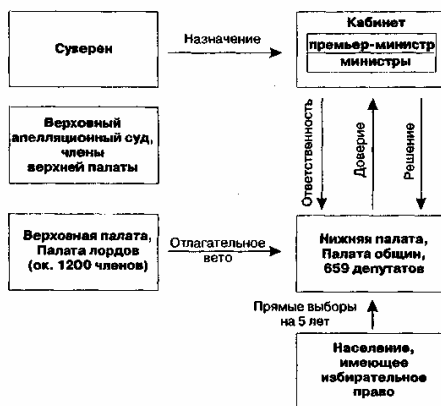 Суверен
Назначение
Кабинет
премьер-министр
министры
Верховный
апелляционный суд,
члены
верхней палаты
Ответственность
Доверие
Решение
Верховная палата,
Палата лордов
(ок. 1200 членов)
Отлагательное
вето
Нижняя палата,
Палата общин,
659 депутатов
Прямые выборы
на 5 лет
Население,
имеющее
избирательное
право